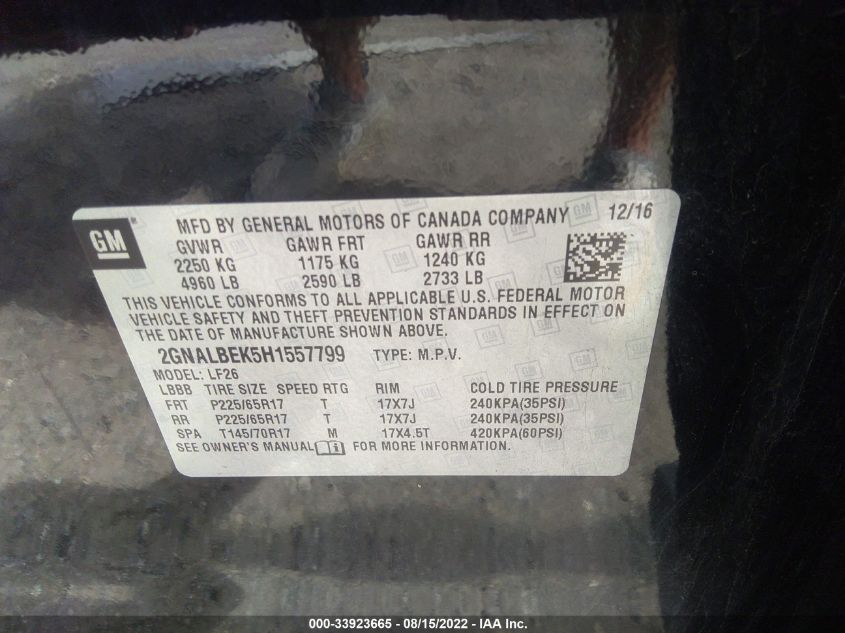 GM MFD BY GENERAL MOTORS OF CANADA COMPANY 12/16
GVWR GAWR FRT GAWR RR
2250 KG 1175 KG 1240 KG
4960 LB 2590 LB 2733 LB
THIS VEHICLE CONFORMS TO ALL APPLICABLE U.S. FEDERAL MOTOR
VEHICLE SAFETY AND THEFT PREVENTION STANDARDS IN EFFECT ON
THE DATE OF MANUFACTURE SHOWN ABOVE.
2GNALBEK5H1557799 TYPE: M.P.V.
MODEL: LF26
LBBB TIRE SIZE SPEED RTG RIM COLD TIRE PRESSURE
FRT P225/65R17 T 17X7J 240KPA(35PSI)
RR P225/65R17 T 17X7J 240KPA(35PSI)
SPA T145/70R17 M 17X4.5T 420KPA(60PSI)
SEE OWNER'S MANUAL FOR MORE INFORMATION.
000-33923665 - 08/15/2022 - IAA Inc.